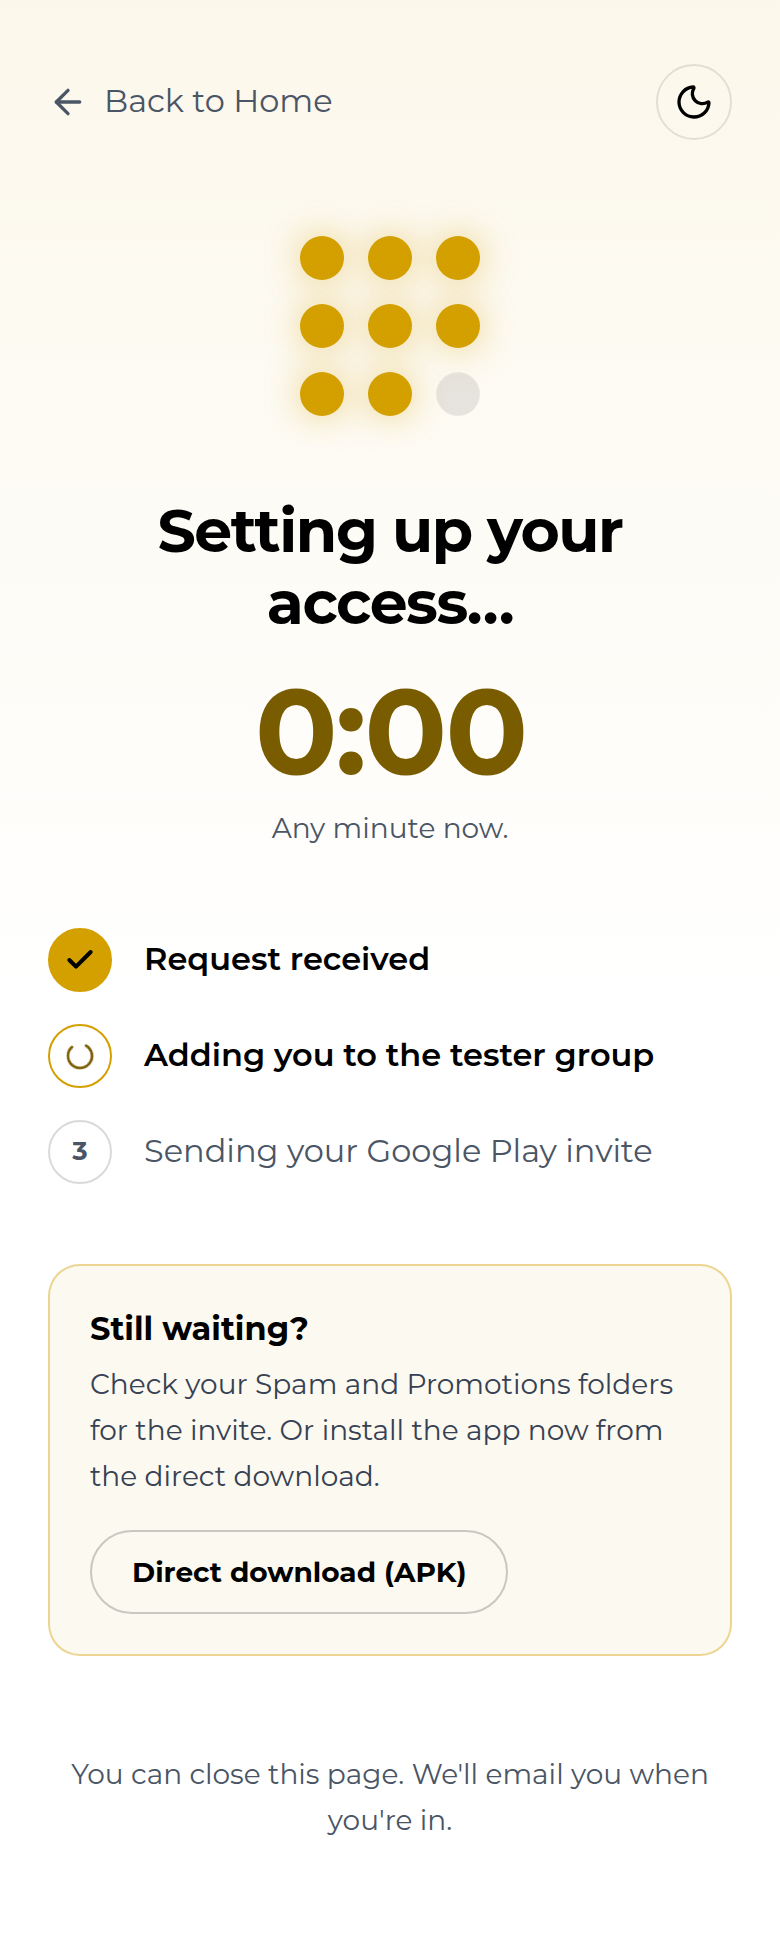 Back to Home
Setting up your
access...
0:00
Any minute now.
Request received
Adding you to the tester group
3 Sending your Google Play invite
Still waiting?
Check your Spam and Promotions folders
for the invite. Or install the app now from
the direct download.
Direct download (APK)
You can close this page. We'll email you when
you're in.